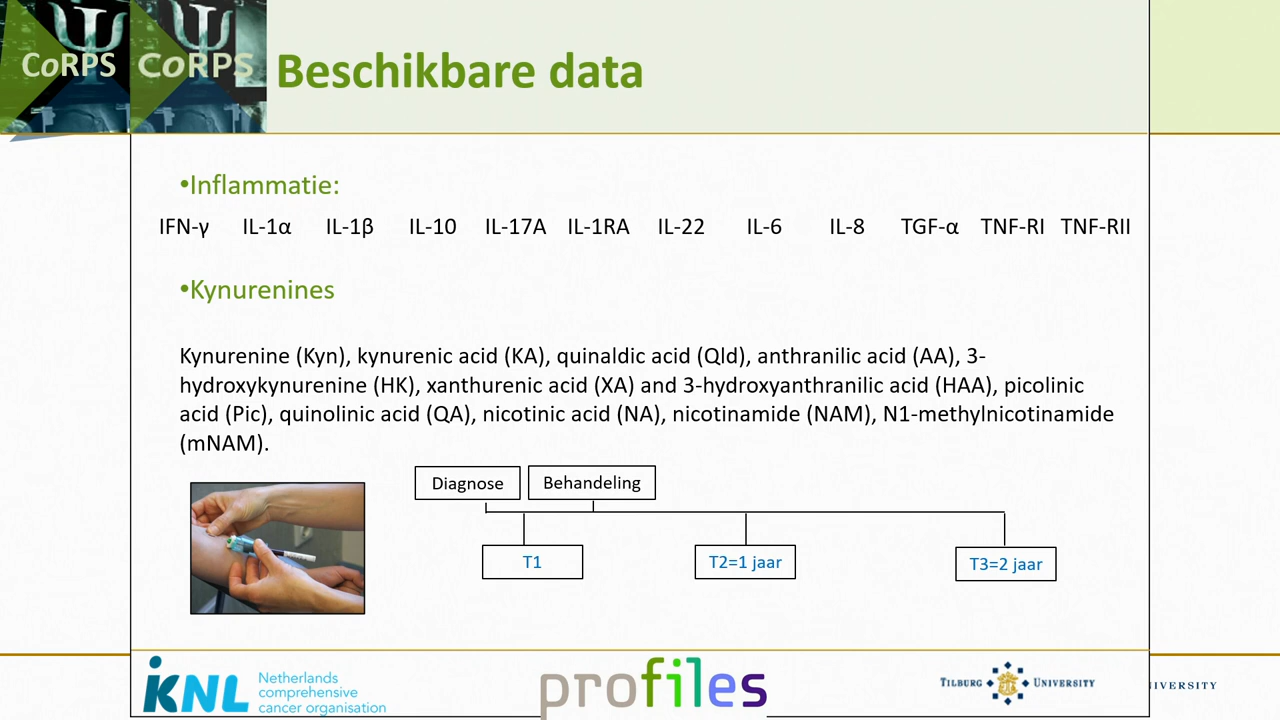 CoRPS CoRPS Beschikbare data
•Inflammatie:
IFN-γ IL-1α IL-1β IL-10 IL-17A IL-1RA IL-22 IL-6 IL-8 TGF-α TNF-RI TNF-RII
•Kynurenines
Kynurenine (Kyn), kynurenic acid (KA), quinaldic acid (Qld), anthranilic acid (AA), 3-
hydroxykynurenine (HK), xanthurenic acid (XA) and 3-hydroxyanthranilic acid (HAA), picolinic
acid (Pic), quinolinic acid (QA), nicotinic acid (NA), nicotinamide (NAM), N1-methylnicotinamide
(mNAM).
Diagnose Behandeling
T1 T2=1 jaar T3=2 jaar
iKNL Netherlands
comprehensive
cancer organisation
profiles
TILBURG UNIVERSITY
IVERSITY